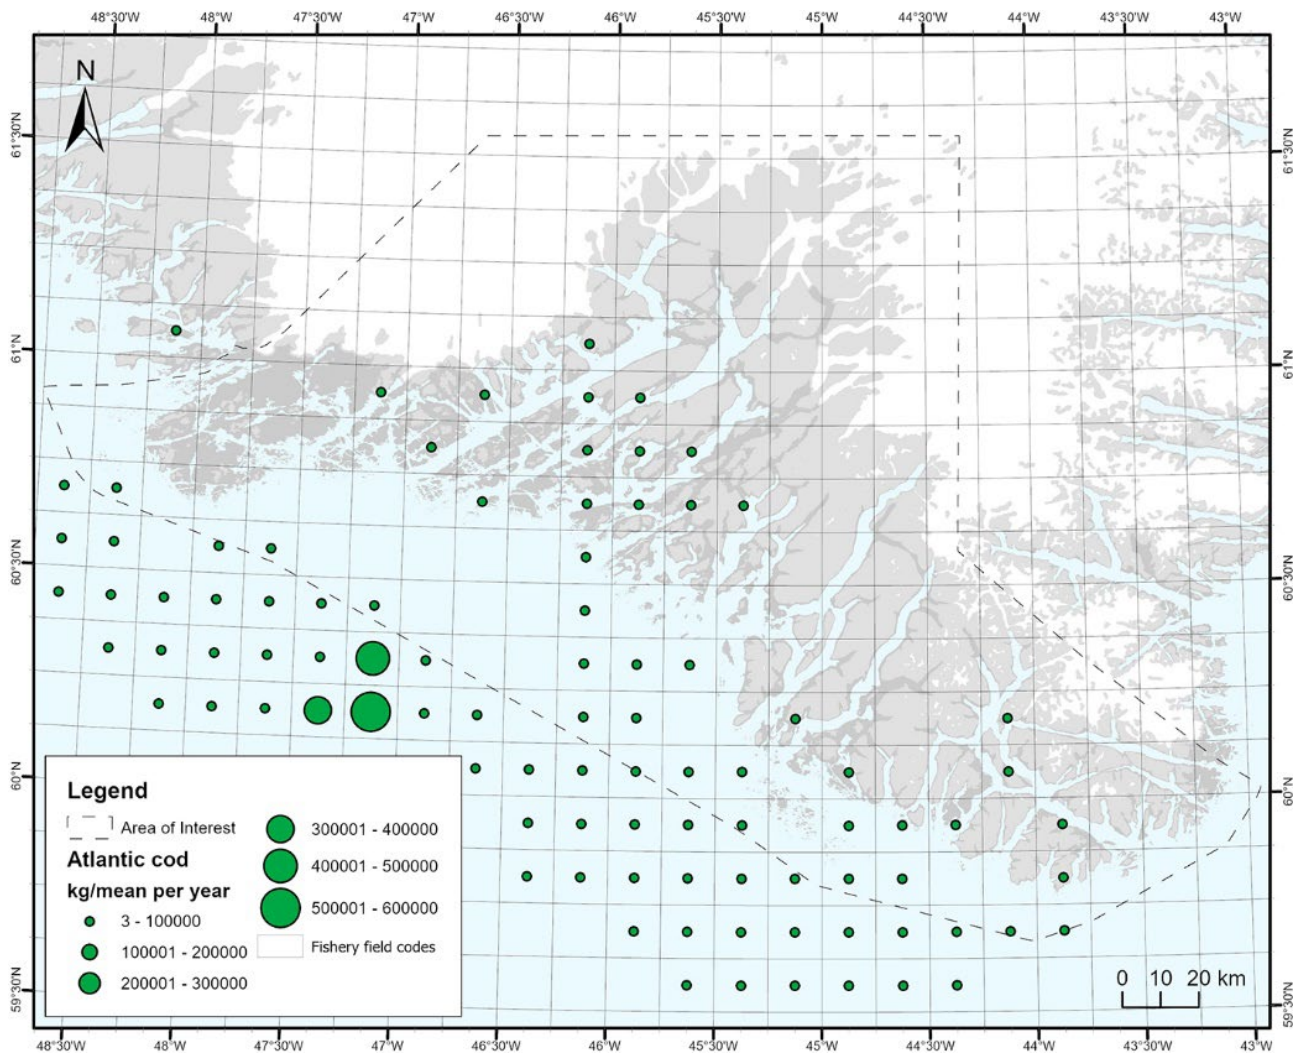 48°30'W 48°W 47°30'W 47°W 46°30'W 46°W 45°30'W 45°W 44°30'W 44°W 43°30'W 43°W
N
61°30'N 61°30'N
61°N 61°N
60°30'N 60°30'N
60°N 60°N
Legend
Area of Interest
Atlantic cod
kg/mean per year
3 - 100000
100001 - 200000
200001 - 300000
300001 - 400000
400001 - 500000
500001 - 600000
Fishery field codes
0 10 20 km
59°30'N 59°30'N
48°30'W 48°W 47°30'W 47°W 46°30'W 46°W 45°30'W 45°W 44°30'W 44°W 43°30'W 43°W